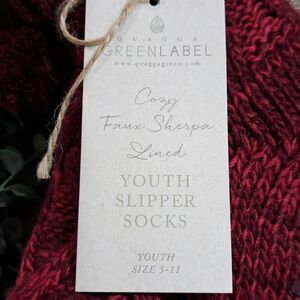 QUAGGA
GREENLABEL
www.quaggagreen.com
Cozy
Faux Sherpa
Lined
YOUTH
SLIPPER
SOCKS
YOUTH
SIZE 5-11